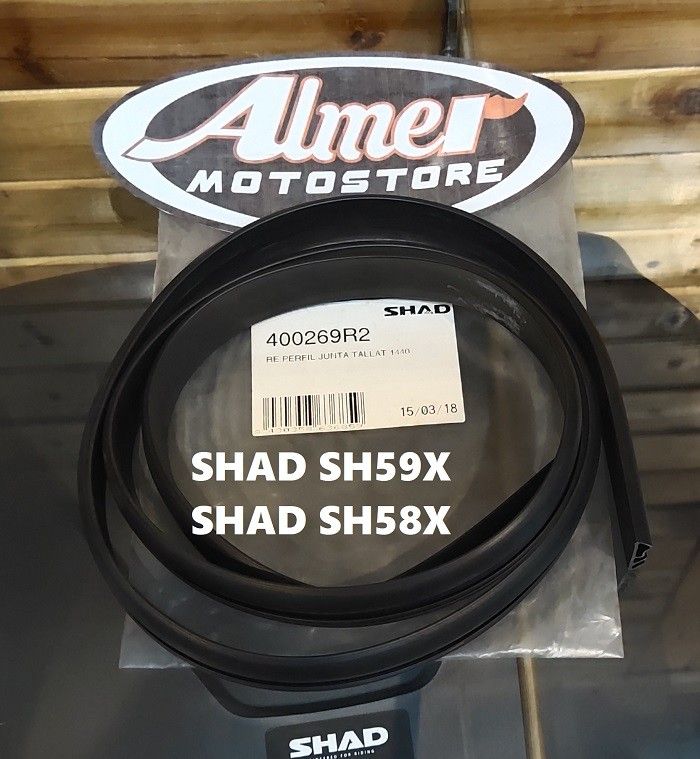 Almer
MOTOSTORE
SHAD
400269R2
RE PERFIL JUNTA TALLAT 1440
15/03/18
SHAD SH59X
SHAD SH58X
SHAD